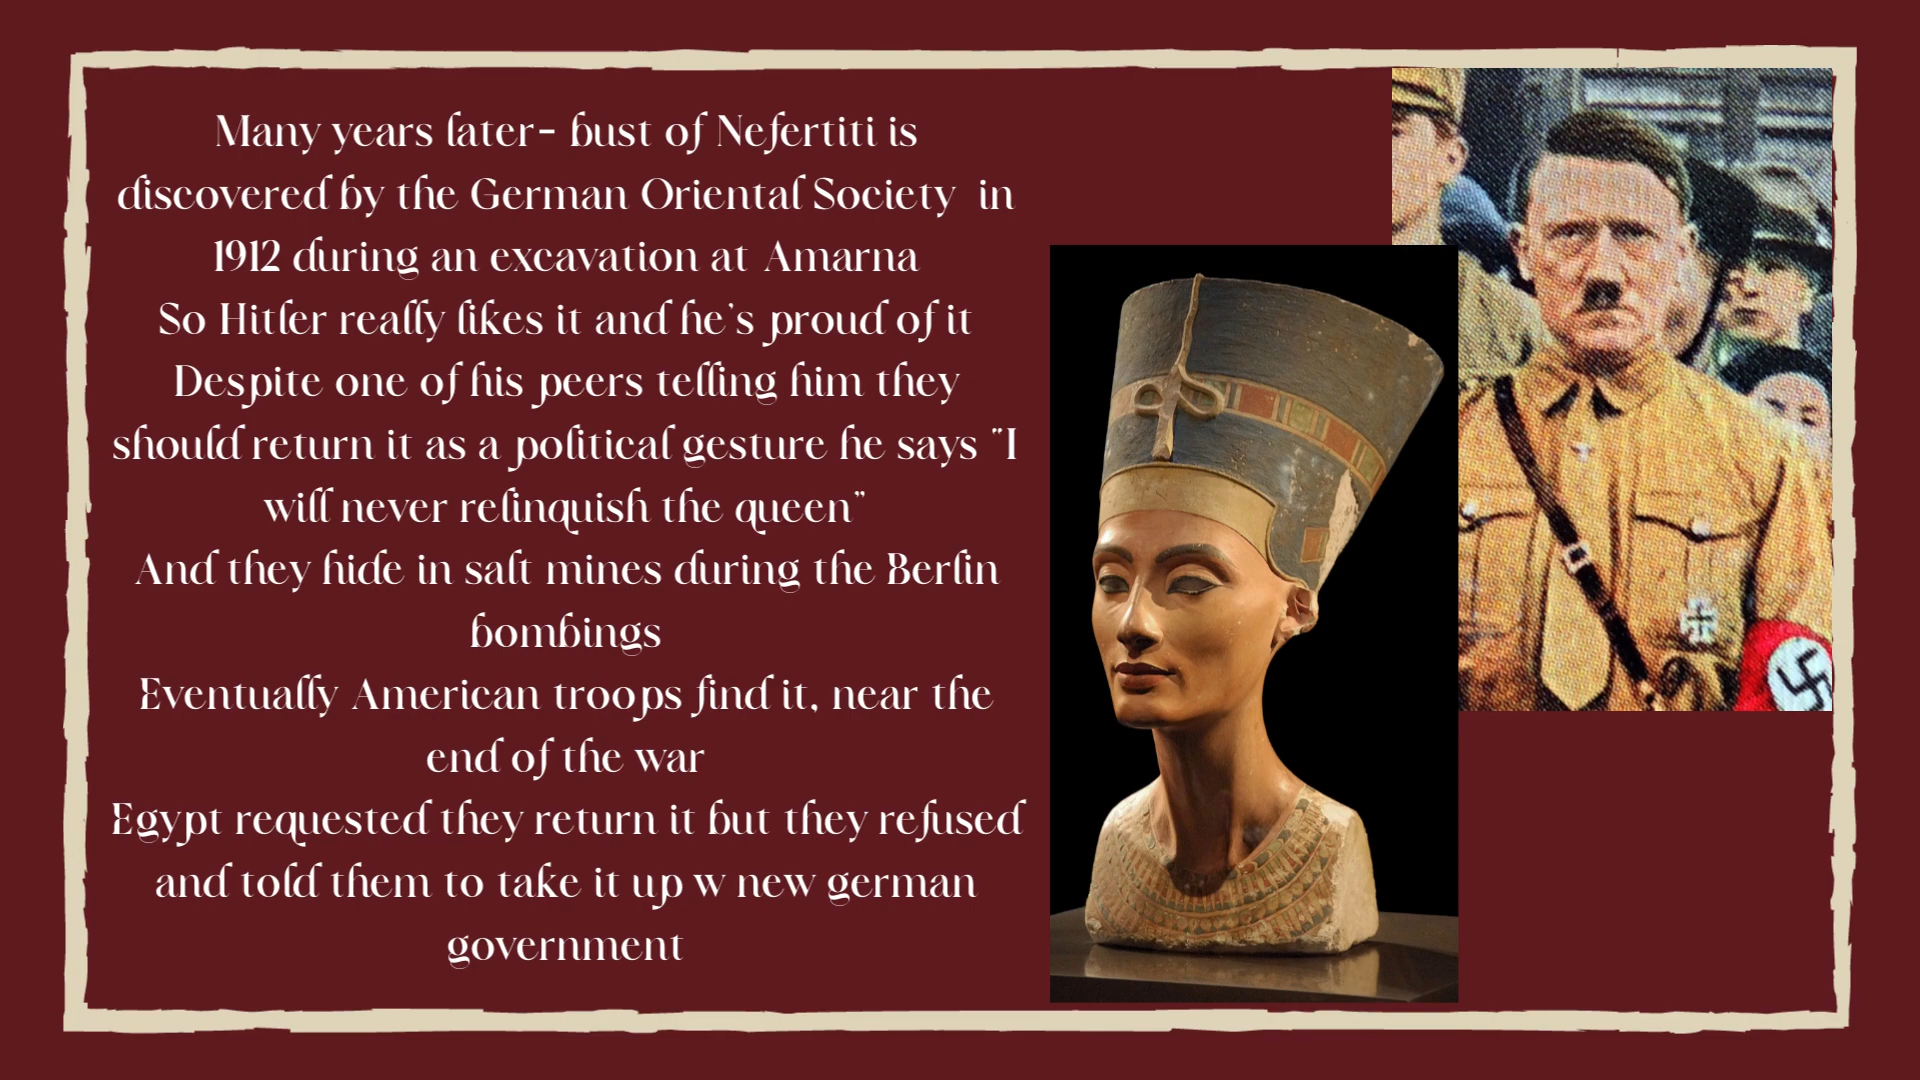 Many years later- bust of Nefertiti is
discovered by the German Oriental Society  in
1912 during an excavation at  Amarna
So Hitler really likes it and he's proud of it
Despite one of his peers telling him they
should return it as a political gesture he says "I
will never relinquish the queen"
And they hide in salt mines during the Berlin
bombings
Eventually American troops find it, near the
end of the war
Egypt requested they return it but they refused
and told them to take it up w new german
government